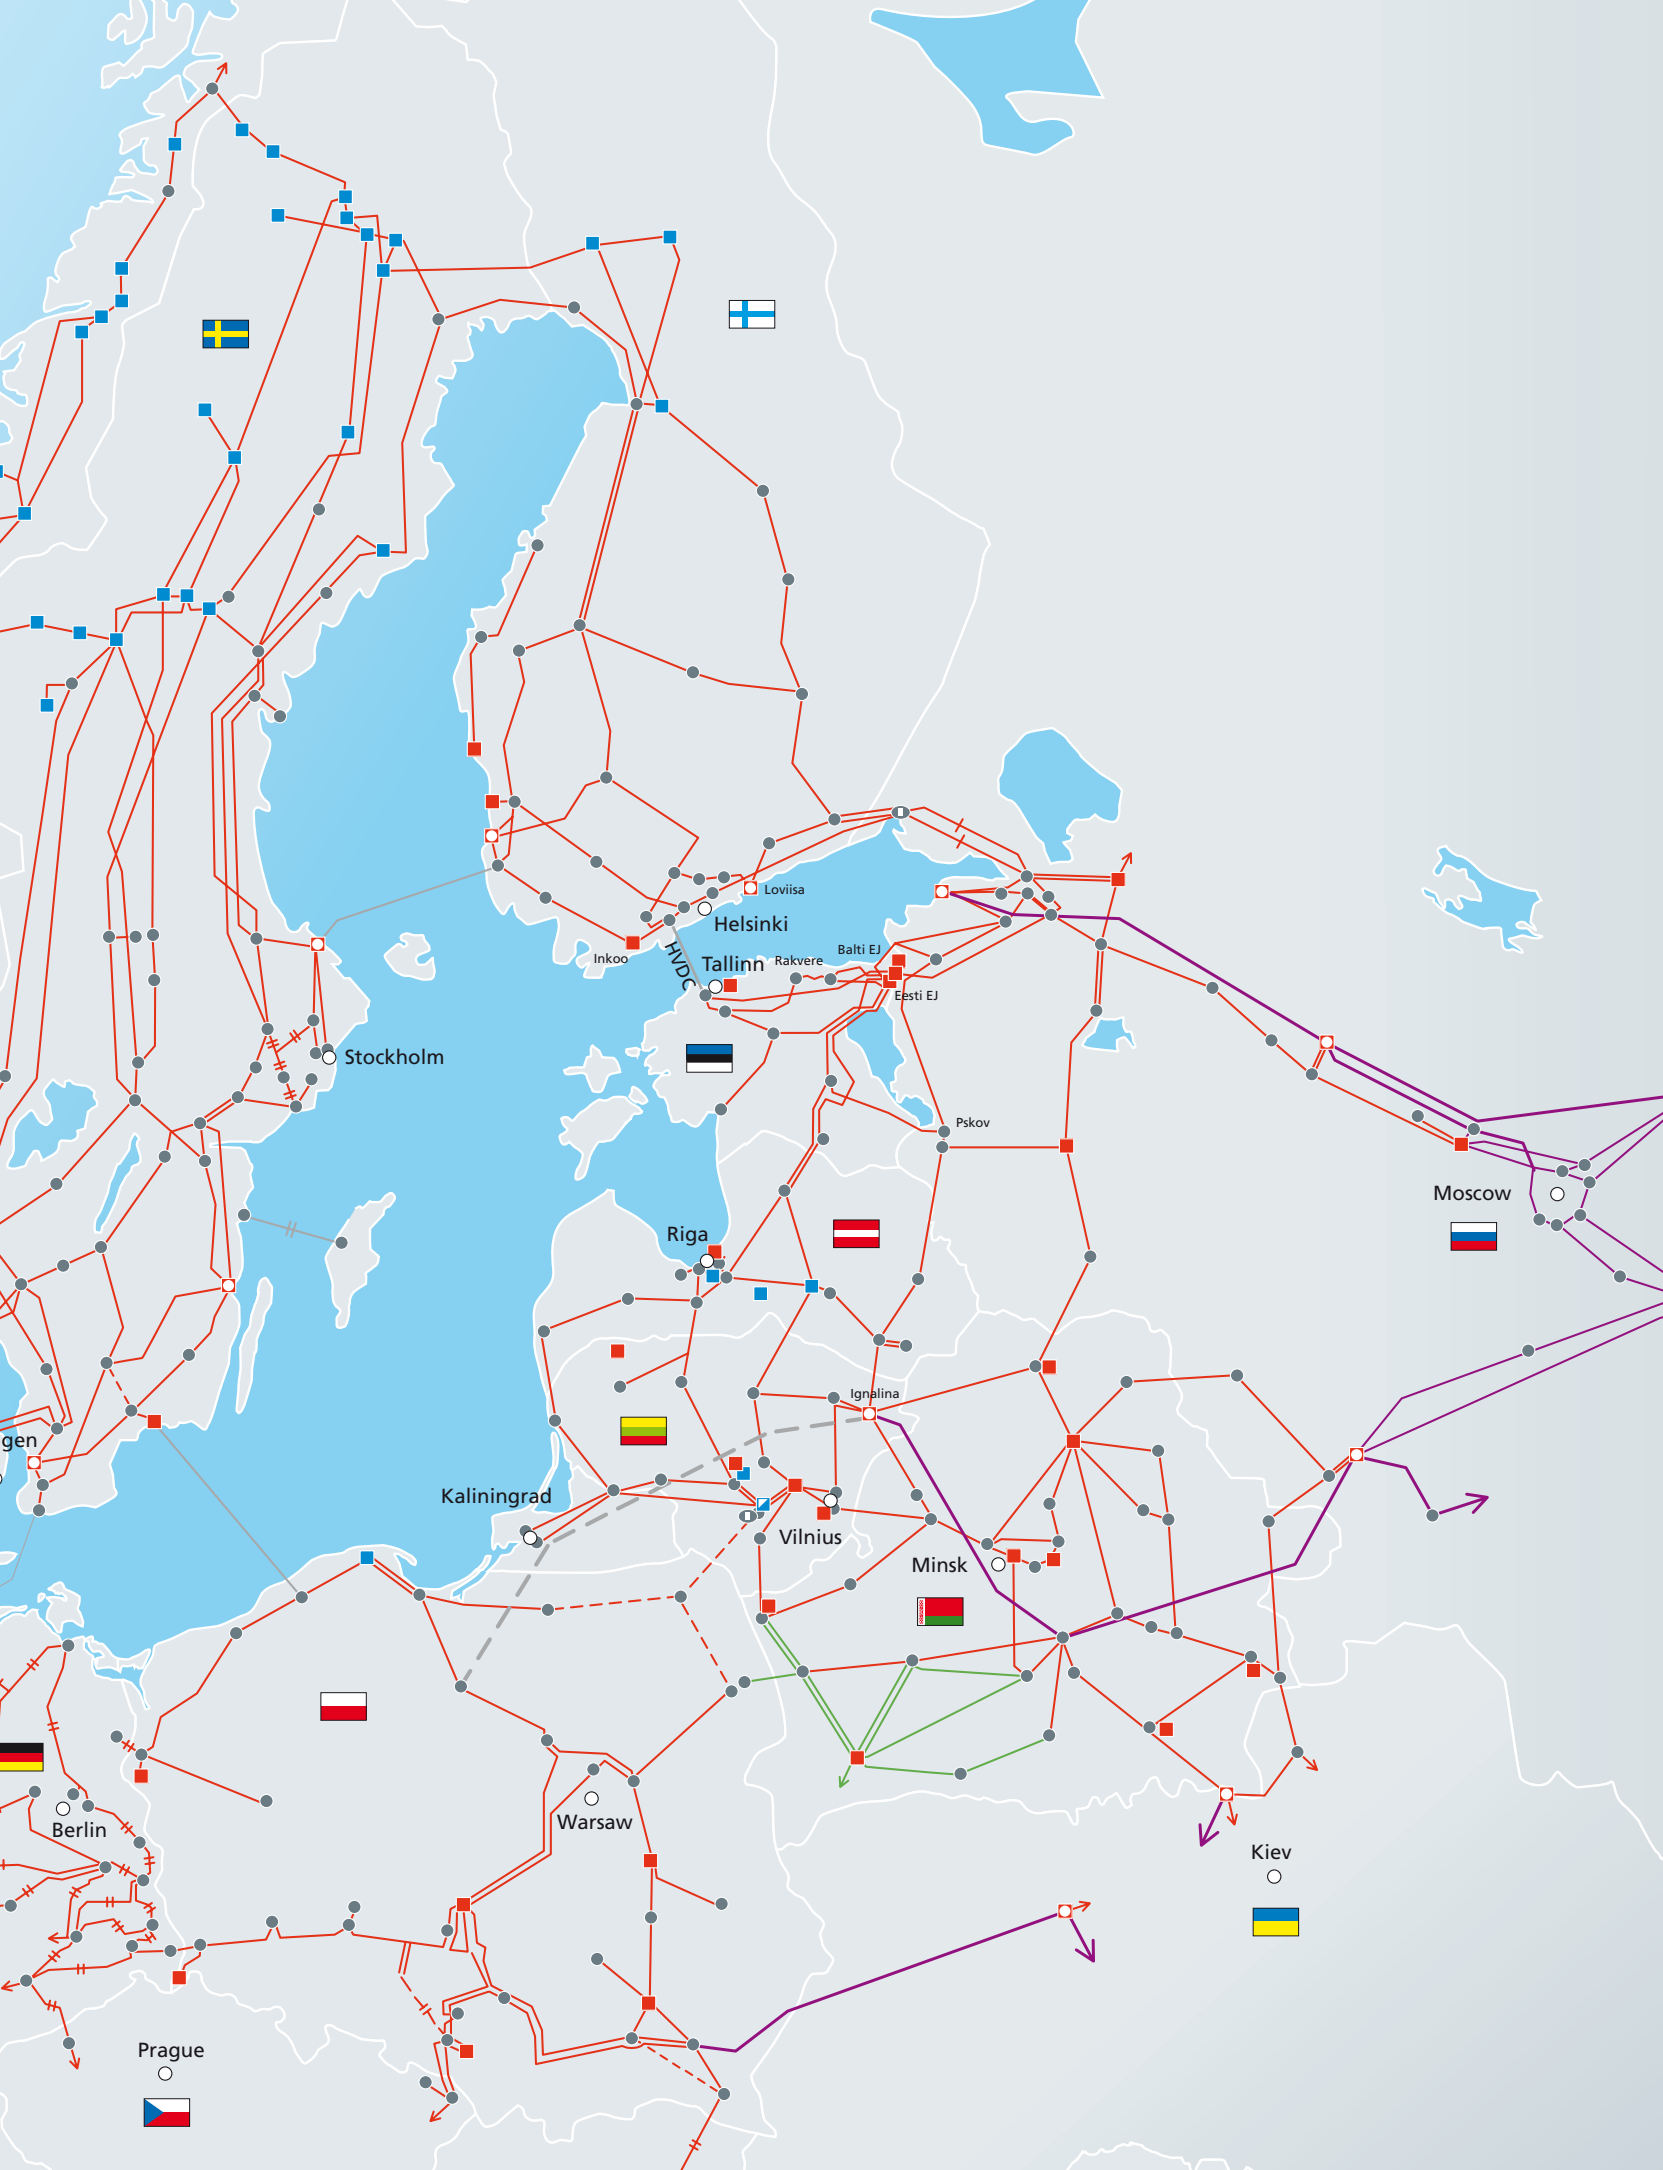 Loviisa
Helsinki
Inkoo
HVDC
Tallinn
Rakvere
Balti EJ
Eesti EJ
Stockholm
Pskov
Moscow
Riga
Ignalina
gen
Kaliningrad
Vilnius
Minsk
Warsaw
Berlin
Kiev
Prague